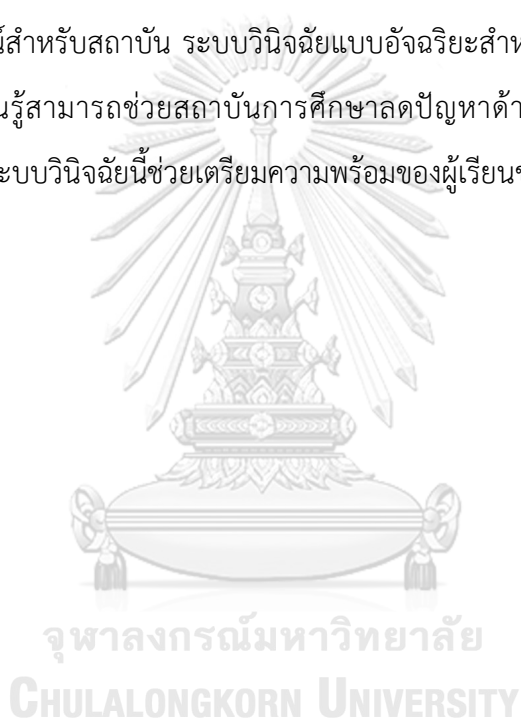 น์สำหรับสถาบัน ระบบวินิจฉัยแบบอัจฉริยะสำห
นรู้สามารถช่วยสถาบันการศึกษาลดปัญหาด้า
ะบบวินิจฉัยนี้ช่วยเตรียมความพร้อมของผู้เรียน
จุฬาลงกรณ์มหาวิทยาลัย
CHULALONGKORN UNIVERSITY